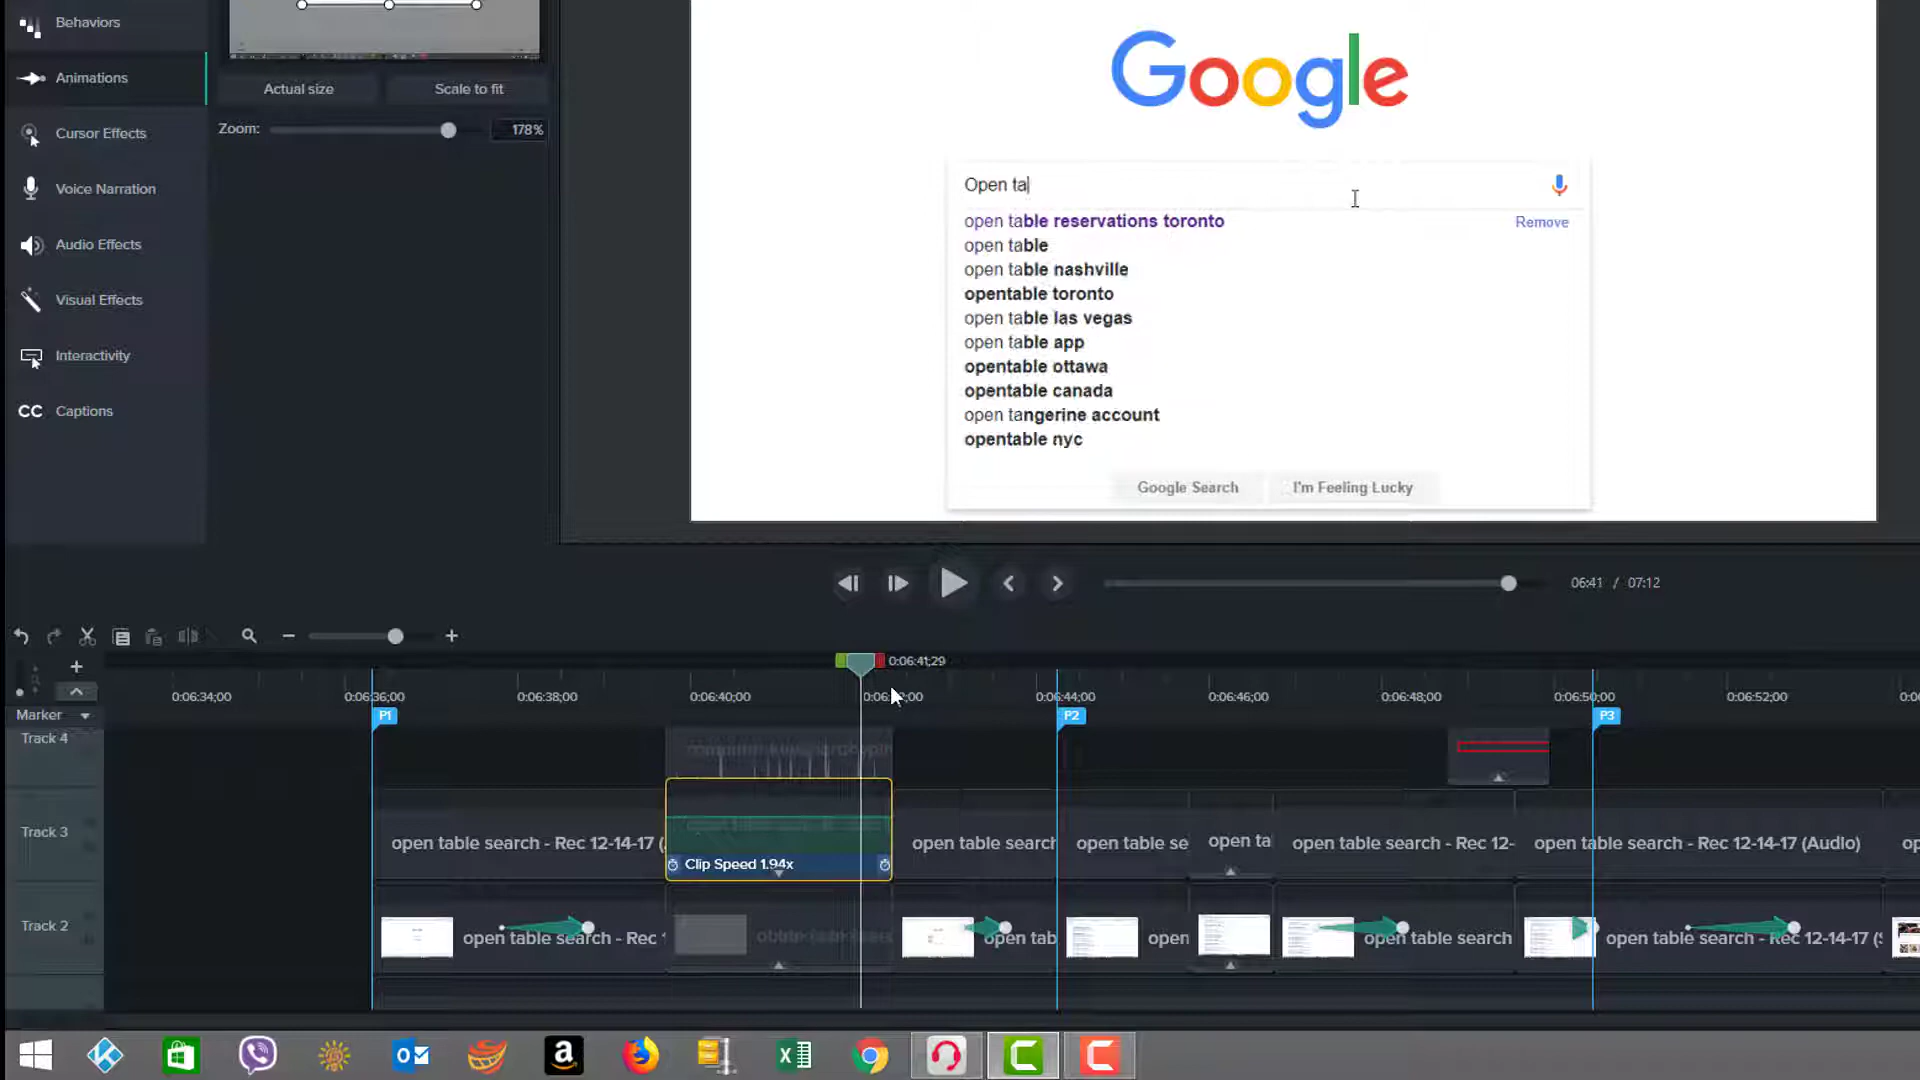 Behaviors
Animations
Cursor Effects
Voice Narration
Audio Effects
Visual Effects
Interactivity
CC Captions
Actual size
Scale to fit
Zoom:
178%
Google
Open ta
open table reservations toronto
Remove
open table
open table nashville
opentable toronto
open table las vegas
open table app
opentable ottawa
opentable canada
open tangerine account
opentable nyc
Google Search
I'm Feeling Lucky
06:41 / 07:12
0:06:41;29
0:06:34;00
0:06:36;00
0:06:38;00
0:06:40;00
0:06:44;00
0:06:46;00
0:06:48;00
0:06:50;00
0:06:52;00
Marker
P1
P2
P3
Track 4
Track 3
open table search - Rec 12-14-17 (
Clip Speed 1.94x
open table search
open table se
open ta
open table search - Rec 12-
open table search - Rec 12-14-17 (Audio)
op
Track 2
open table search - Rec 1
open tab
open
open table search
open table search - Rec 12-14-17 (S